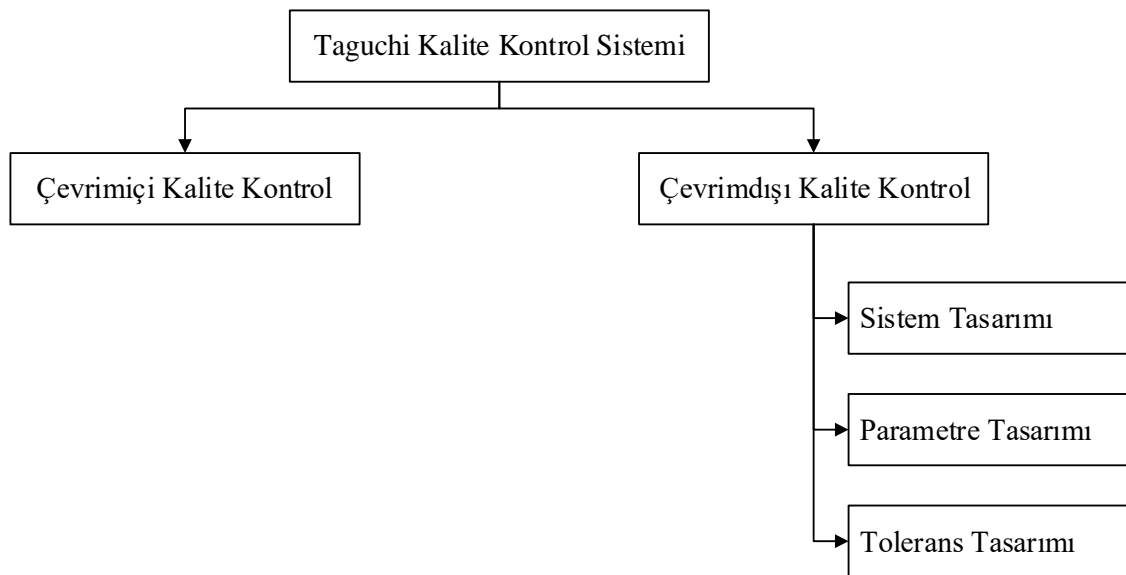 Taguchi Kalite Kontrol Sistemi
Çevrimiçi Kalite Kontrol
Çevrimdışı Kalite Kontrol
Sistem Tasarımı
Parametre Tasarımı
Tolerans Tasarımı